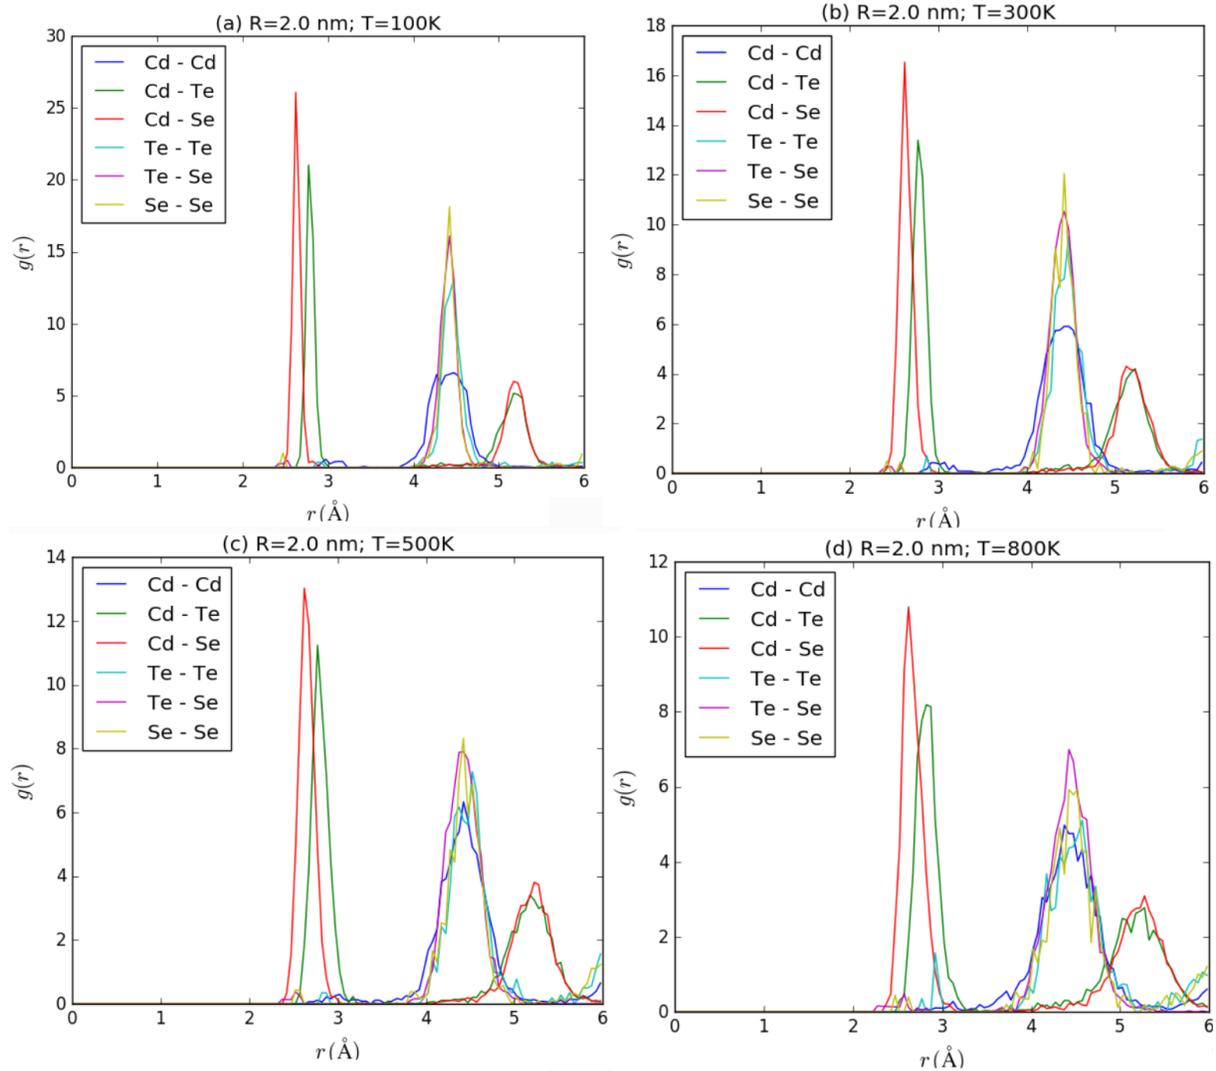 (a) R=2.0 nm; T=100K
30
25
20
15
10
5
0
g(r)
Cd - Cd
Cd - Te
Cd - Se
Te - Te
Te - Se
Se - Se
0 1 2 3 4 5 6
r(Å)
(b) R=2.0 nm; T=300K
18
16
14
12
10
8
6
4
2
0
g(r)
Cd - Cd
Cd - Te
Cd - Se
Te - Te
Te - Se
Se - Se
0 1 2 3 4 5 6
r(Å)
(c) R=2.0 nm; T=500K
14
12
10
8
6
4
2
0
g(r)
Cd - Cd
Cd - Te
Cd - Se
Te - Te
Te - Se
Se - Se
0 1 2 3 4 5 6
r(Å)
(d) R=2.0 nm; T=800K
12
10
8
6
4
2
0
g(r)
Cd - Cd
Cd - Te
Cd - Se
Te - Te
Te - Se
Se - Se
0 1 2 3 4 5 6
r(Å)